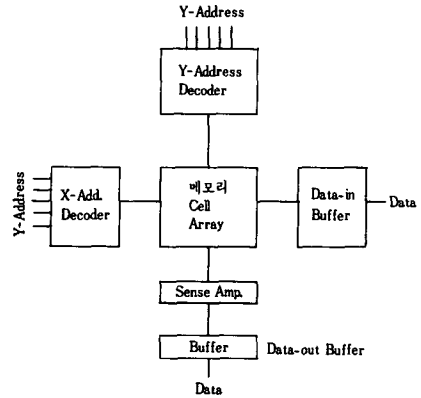 Y-Address
Y-Address
Decoder
Y-Address
X-Add.
Decoder
메모리
Cell
Array
Data-in
Buffer
Data
Sense Amp.
Buffer
Data-out Buffer
Data